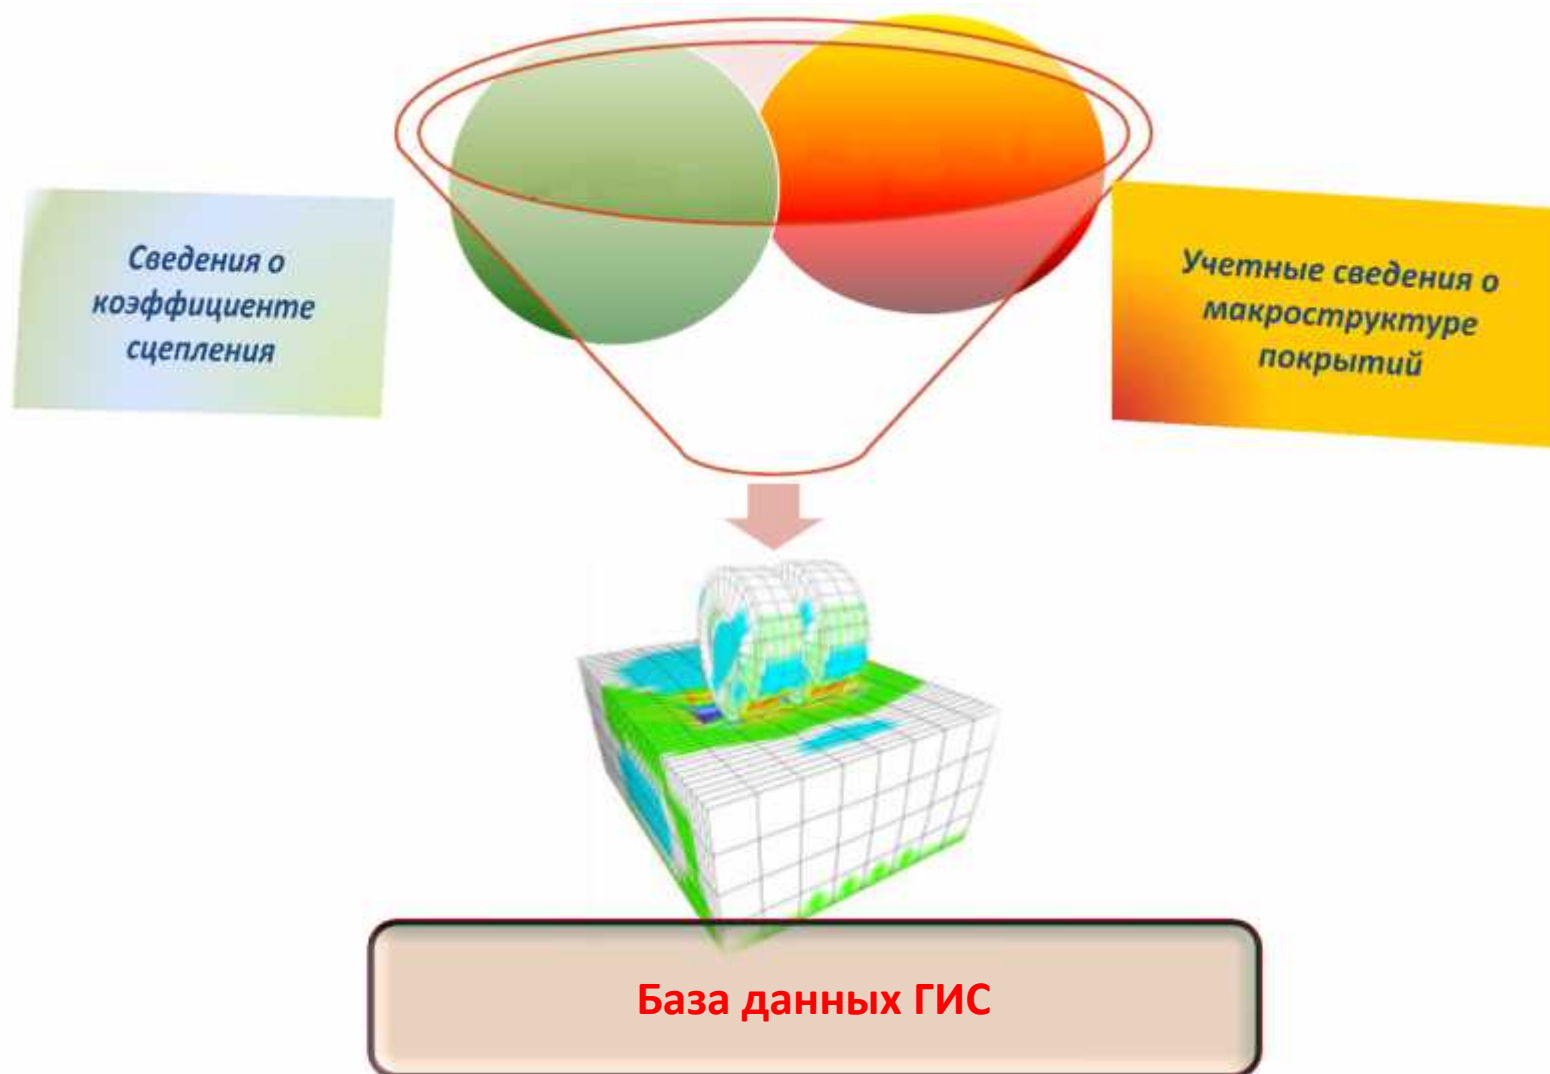 Сведения о
коэффициенте
сцепления
Учетные сведения о
макроструктуре
покрытий
База данных ГИС